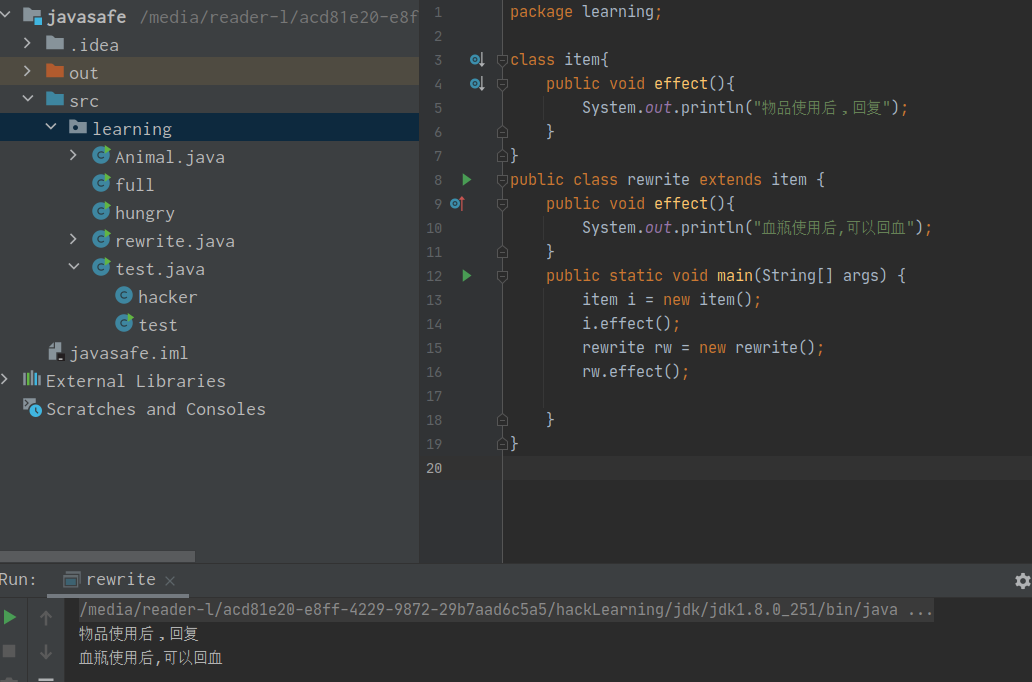 javasafe /media/reader-l/acd81e20-e8f
.idea
out
src
learning
Animal.java
full
hungry
rewrite.java
test.java
hacker
test
javasafe.iml
External Libraries
Scratches and Consoles
1 package learning;
2
3 class item{
4 public void effect(){
5 System.out.println("物品使用后，回复");
6 }
7 }
8 public class rewrite extends item {
9 public void effect(){
10 System.out.println("血瓶使用后,可以回血");
11 }
12 public static void main(String[] args) {
13 item i = new item();
14 i.effect();
15 rewrite rw = new rewrite();
16 rw.effect();
17
18 }
19 }
20
Run: rewrite
/media/reader-l/acd81e20-e8ff-4229-9872-29b7aad6c5a5/hackLearning/jdk/jdk1.8.0_251/bin/java ...
物品使用后，回复
血瓶使用后,可以回血